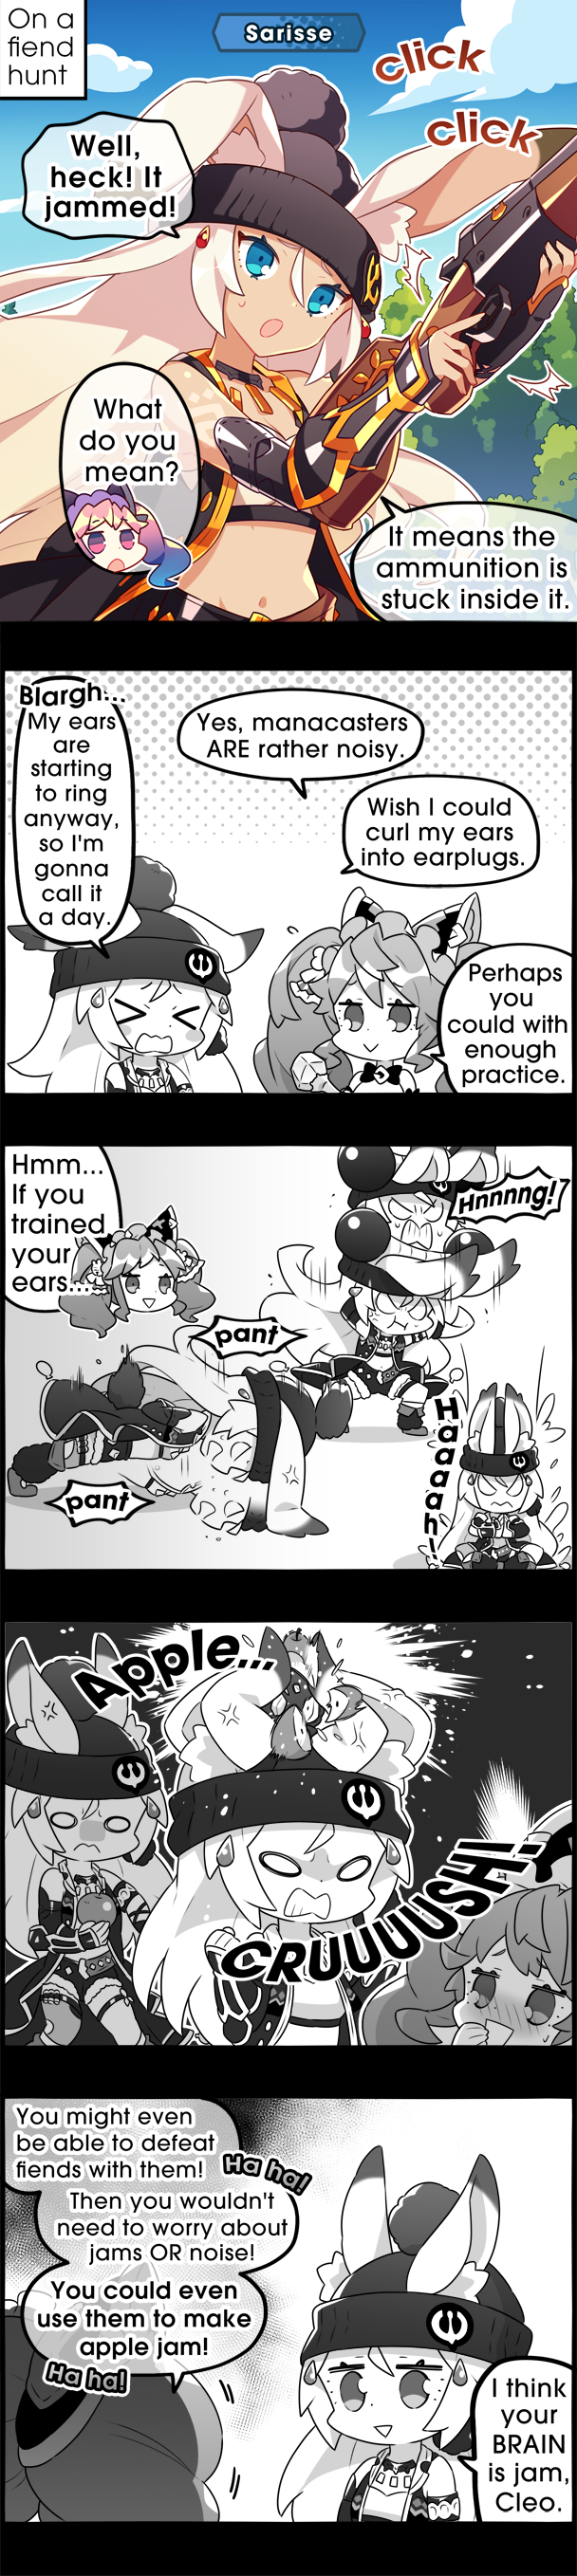 On a
fiend
hunt
Sarisse
click
click
Well,
heck! It
jammed!
What
do you
mean?
It means the
ammunition is
stuck inside it.
Blargh!...
My ears
are
starting
to ring
anyway,
so I'm
gonna
call it
a day.
Yes, manacasters
ARE rather noisy.
Wish I could
curl my ears
into earplugs.
Perhaps
you
could with
enough
practice.
Hmm...
If you
trained
your
ears...
Hnnnng!
pant
pant
Haaaah!
Apple...
CRUUUUSH!
You might even
be able to defeat
fiends with them!
Ha ha!
Then you wouldn't
need to worry about
jams OR noise!
You could even
use them to make
apple jam!
Ha ha!
I think
your
BRAIN
is jam,
Cleo.